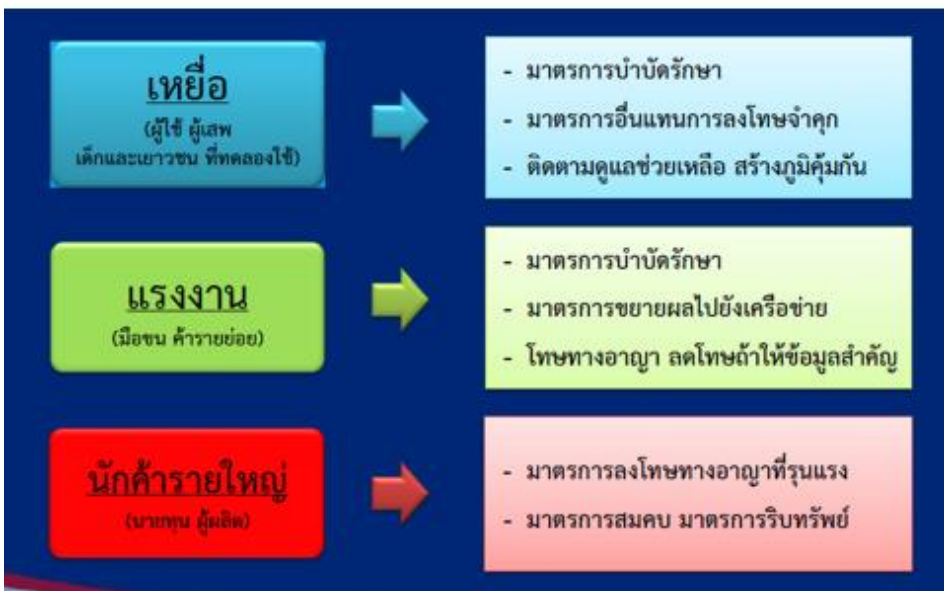 เหยื่อ
(ผู้ใช้ ผู้เสพ
เด็กและเยาวชน ที่ทดลองใช้)
- มาตรการบำบัดรักษา
- มาตรการอื่นแทนการลงโทษจำคุก
- ติดตามดูแลช่วยเหลือ สร้างภูมิคุ้มกัน
แรงงาน
(มือขน ค้ารายย่อย)
- มาตรการบำบัดรักษา
- มาตรการขยายผลไปยังเครือข่าย
- โทษทางอาญา ลดโทษถ้าให้ข้อมูลสำคัญ
นักค้ารายใหญ่
(นายทุน ผู้ผลิต)
- มาตรการลงโทษทางอาญาที่รุนแรง
- มาตรการสมคบ มาตรการริบทรัพย์